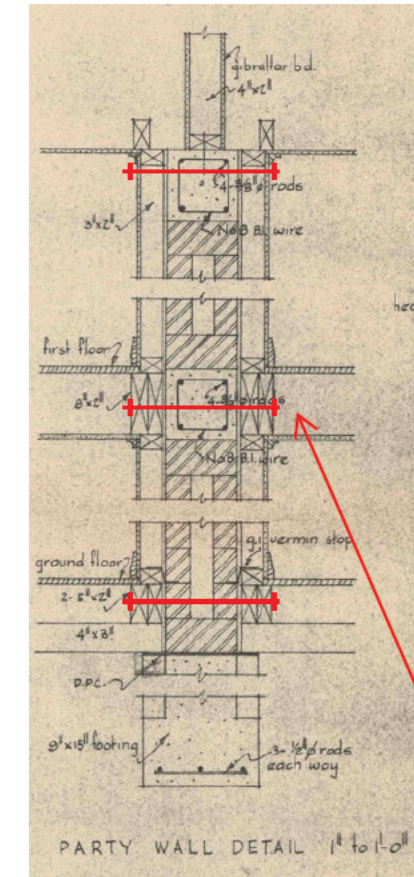 gibraltar bd.
4"x2"
4-3/8"ø rods
3"x2"
No.8 B.I. wire
hea
first floor
8"x2"
4-3/8"ø rods
No.8 B.I. wire
g.i. vermin stop
ground floor
2-5"x2"
4"x3"
D.P.C.
9"x15" footing
3-1/2"ø rods
each way
PARTY WALL DETAIL 1" to 1'-0"